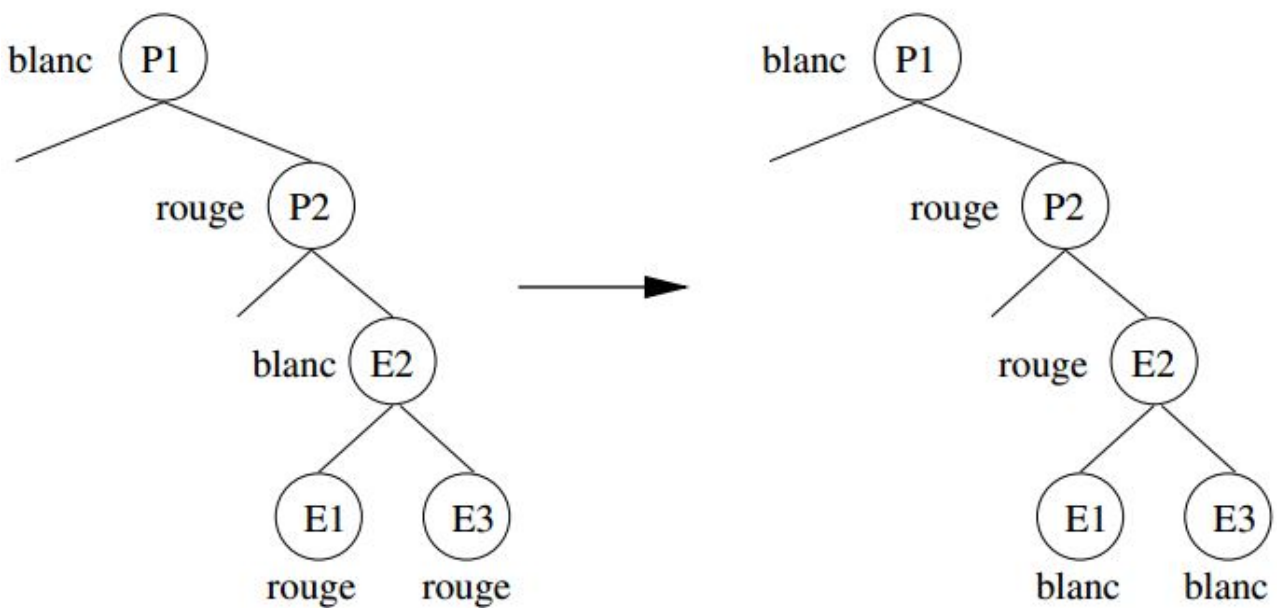 blanc P1 blanc P1
rouge P2 rouge P2
blanc E2 rouge E2
E1 E3 E1 E3
rouge rouge blanc blanc